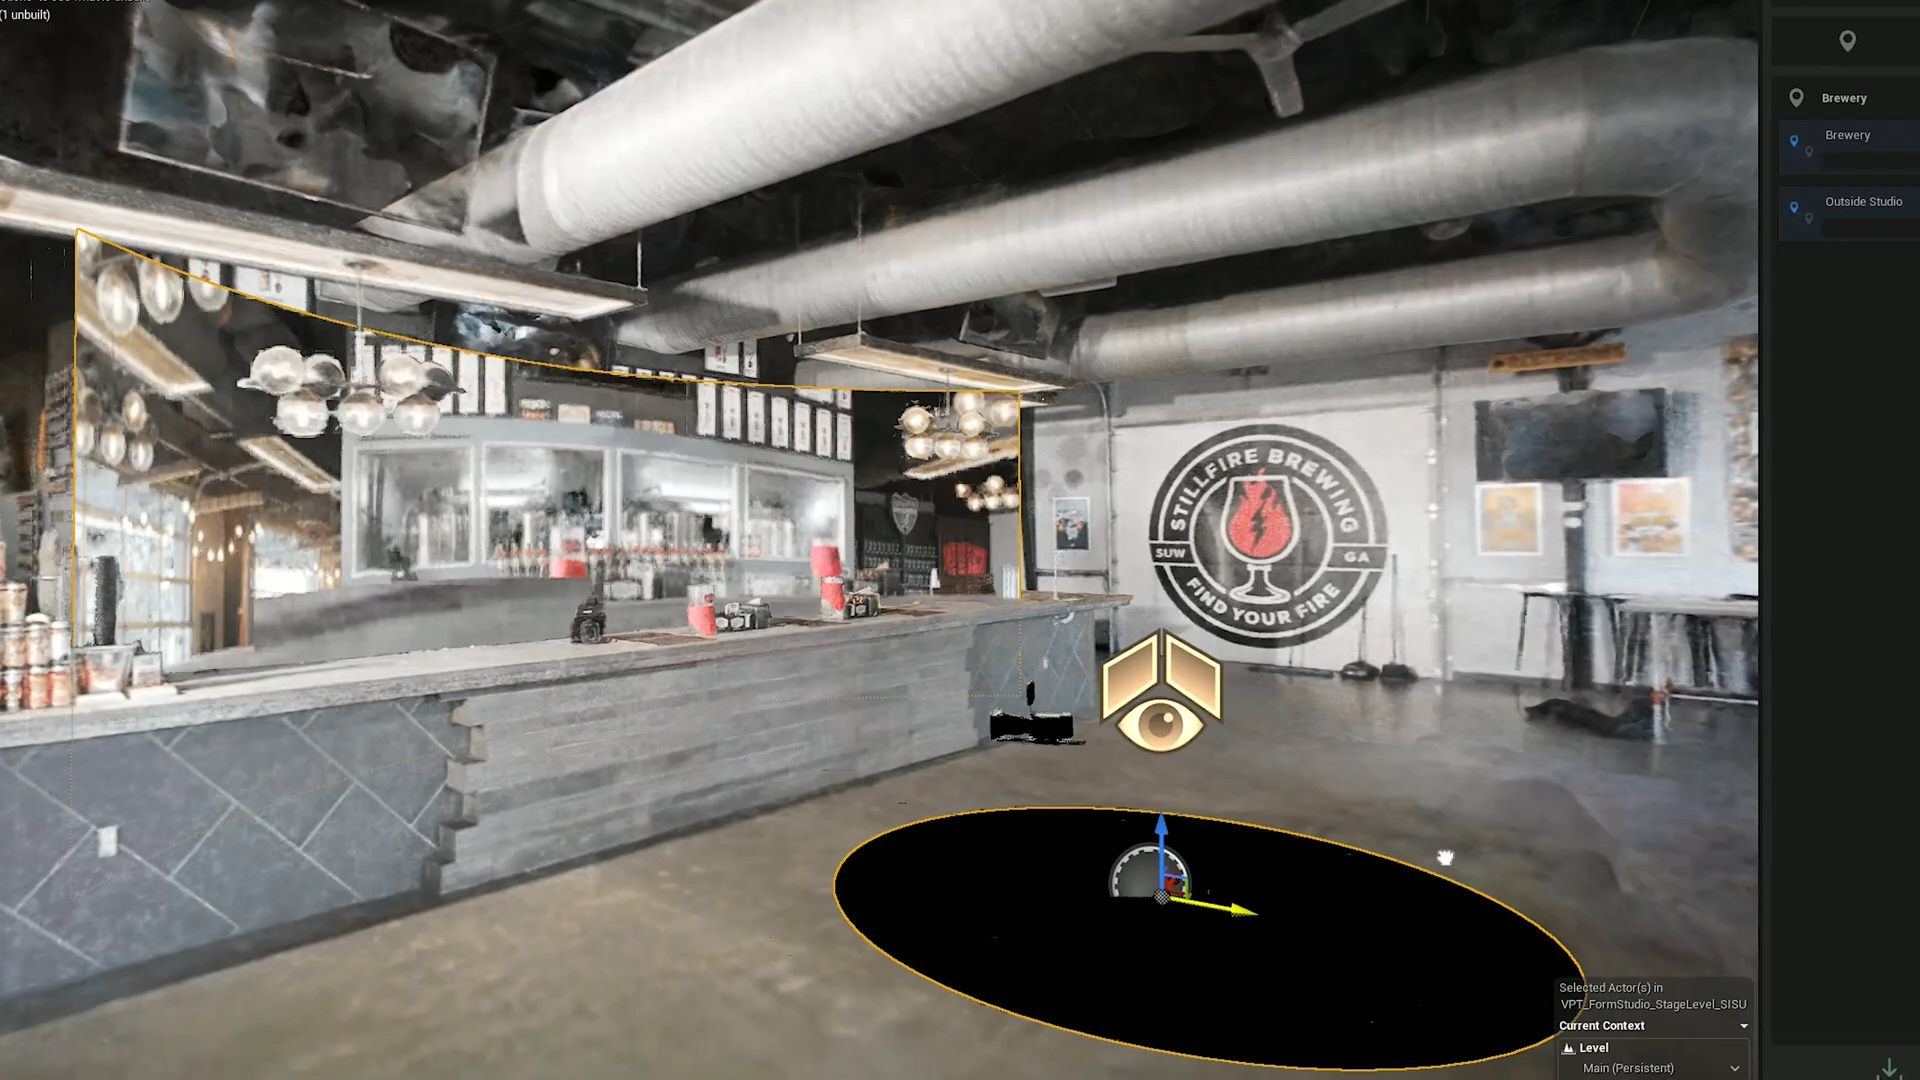 (1 unbuilt)
Brewery
Brewery
Outside Studio
STILLFIRE BREWING
SUW
GA
FIND YOUR FIRE
Selected Actor(s) in
VPT_FormStudio_StageLevel_SISU
Current Context
Level
Main (Persistent)